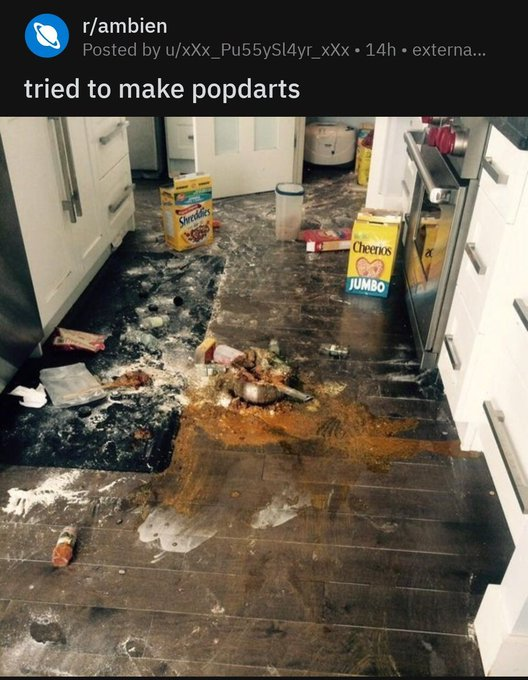 r/ambien
Posted by u/xXx_Pu55ySl4yr_xXx • 14h • externa...
tried to make popdarts
Shreddies
Cheerios
JUMBO